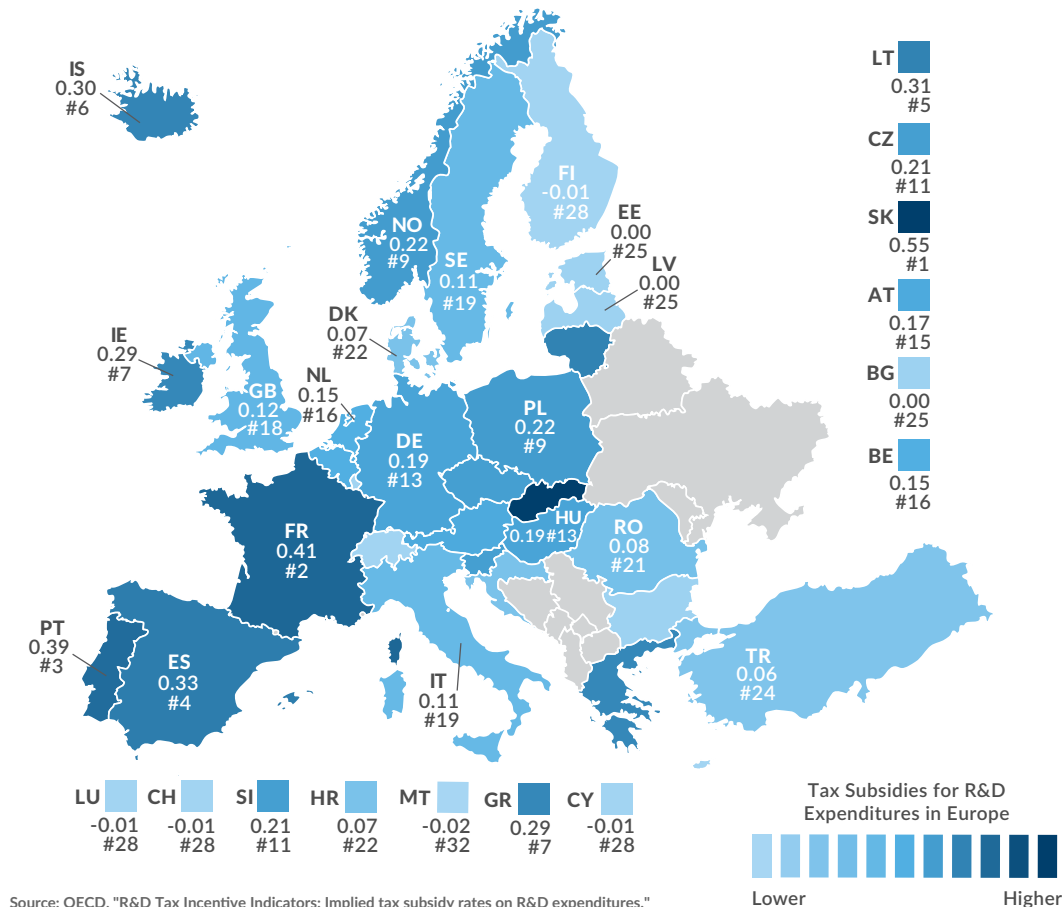 IS
0.30
#6
LT
0.31
#5
CZ
0.21
#11
SK
0.55
#1
AT
0.17
#15
BG
0.00
#25
BE
0.15
#16
FI
-0.01
#28
EE
0.00
#25
LV
0.00
#25
NO
0.22
#9
SE
0.11
#19
DK
0.07
#22
IE
0.29
#7
GB
0.12
#18
NL
0.15
#16
DE
0.19
#13
PL
0.22
#9
HU
0.19 #13
RO
0.08
#21
FR
0.41
#2
PT
0.39
#3
ES
0.33
#4
IT
0.11
#19
TR
0.06
#24
LU
-0.01
#28
CH
-0.01
#28
SI
0.21
#11
HR
0.07
#22
MT
-0.02
#32
GR
0.29
#7
CY
-0.01
#28
Tax Subsidies for R&D
Expenditures in Europe
Lower Higher
Source: OECD, "R&D Tax Incentive Indicators: Implied tax subsidy rates on R&D expenditures."